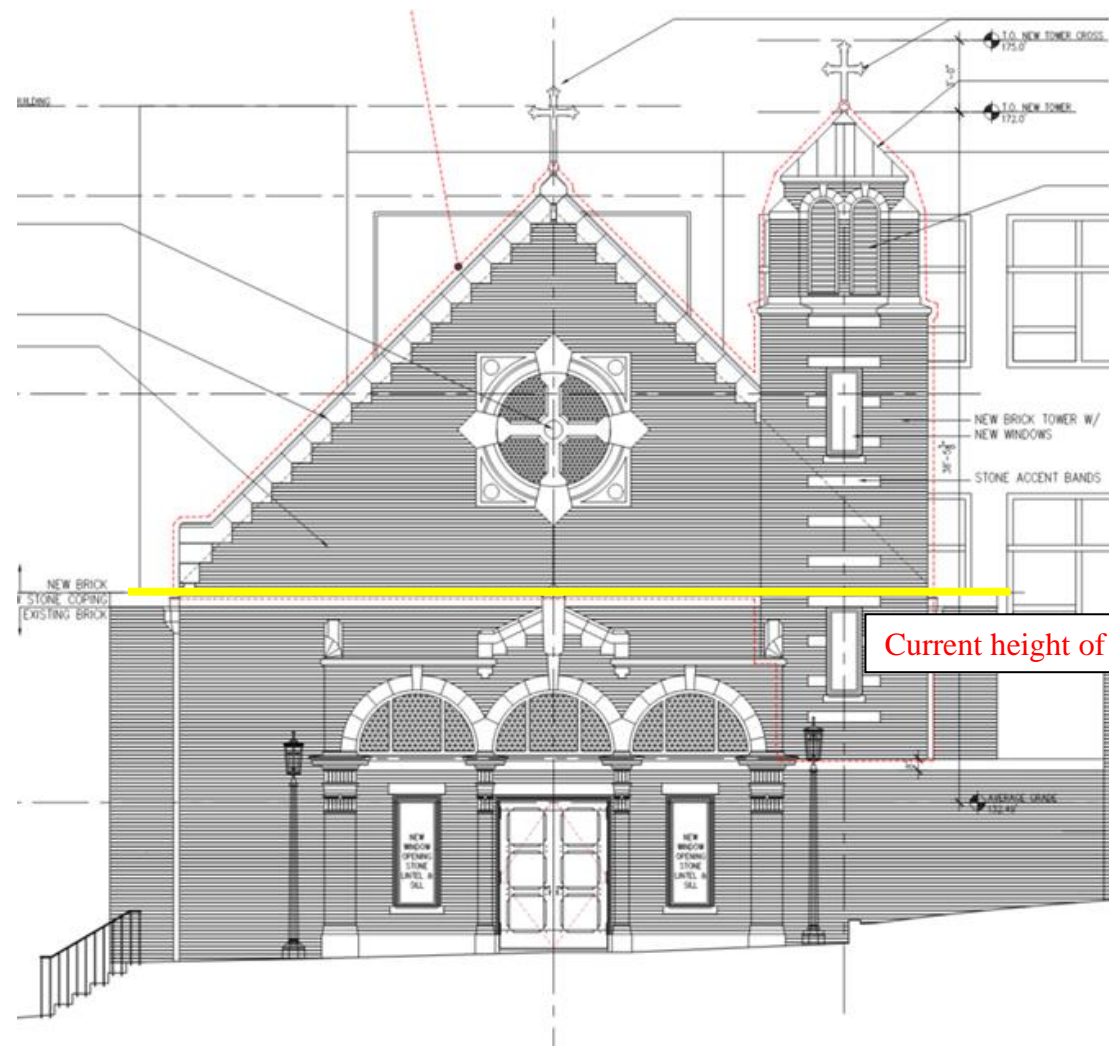 T.O. NEW TOWER CROSS
175.0'
T.O. NEW TOWER
172.0'
NEW BRICK TOWER W/
NEW WINDOWS
STONE ACCENT BANDS
NEW BRICK
STONE COPING
EXISTING BRICK
Current height of
AVERAGE GRADE
132.49'
NEW
WINDOW
OPENING
STONE
LINTEL &
SILL
NEW
WINDOW
OPENING
STONE
LINTEL &
SILL